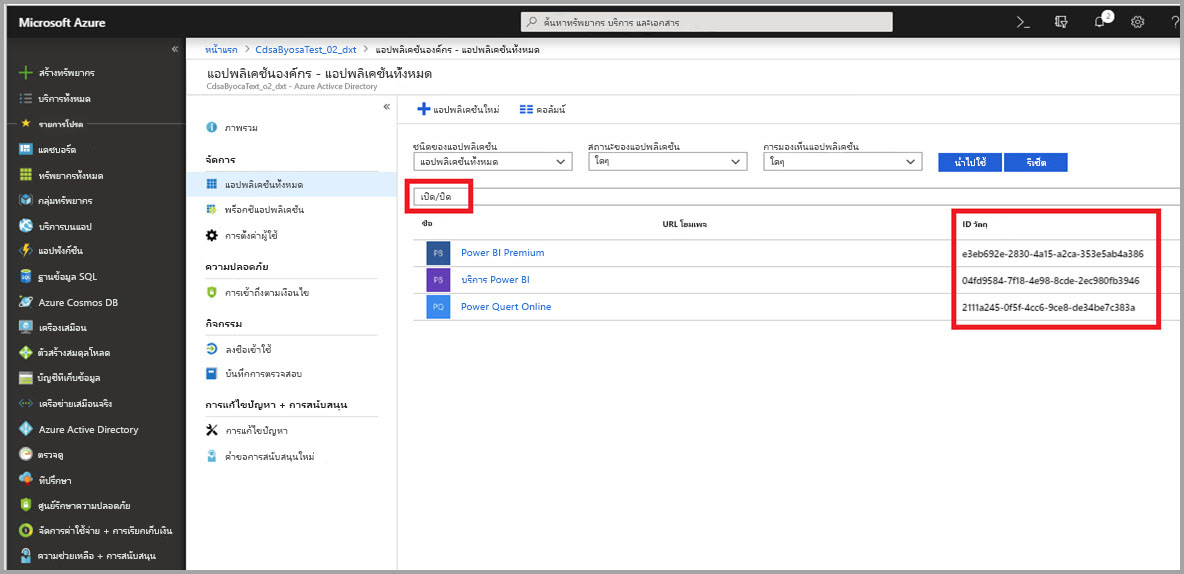 Microsoft Azure
ค้นหาทรัพยากร บริการ และเอกสาร
2
?
«
สร้างทรัพยากร
บริการทั้งหมด
รายการโปรด
แดชบอร์ด
ทรัพยากรทั้งหมด
กลุ่มทรัพยากร
บริการบนแอป
แอปฟังก์ชัน
ฐานข้อมูล SQL
Azure Cosmos DB
เครื่องเสมือน
ตัวสร้างสมดุลโหลด
บัญชีที่เก็บข้อมูล
เครือข่ายเสมือนจริง
Azure Active Directory
ตรวจดู
ที่ปรึกษา
ศูนย์รักษาความปลอดภัย
จัดการค่าใช้จ่าย + การเรียกเก็บเงิน
ความช่วยเหลือ + การสนับสนุน
หน้าแรก > CdsaByosaTest_02_dxt > แอปพลิเคชันองค์กร - แอปพลิเคชันทั้งหมด
แอปพลิเคชันองค์กร - แอปพลิเคชันทั้งหมด
CdsaByocaText_o2_dxt - Azure Activce Directory
«
ภาพรวม
จัดการ
แอปพลิเคชันทั้งหมด
พร็อกซีแอปพลิเคชัน
การตั้งค่าผู้ใช้
ความปลอดภัย
การเข้าถึงตามเงื่อนไข
กิจกรรม
ลงชื่อเข้าใช้
บันทึกการตรวจสอบ
การแก้ไขปัญหา + การสนับสนุน
การแก้ไขปัญหา
คำขอการสนับสนุนใหม่
แอปพลิเคชันใหม่ คอลัมน์
ชนิดของแอปพลิเคชัน สถานะของแอปพลิเคชัน การมองเห็นแอปพลิเคชัน
แอปพลิเคชันทั้งหมด ใดๆ ใดๆ นำไปใช้ รีเซ็ต
เปิด/ปิด
ชื่อ URL โฮมเพจ ID วัตถุ
PB Power BI Premium e3eb692e-2830-4a15-a2ca-353e5ab4a386
PB บริการ Power BI 04fd9584-7f18-4e98-8cde-2ec980fb3946
PQ Power Quert Online 2111a245-0f5f-4cc6-9ce8-de34be7c383a